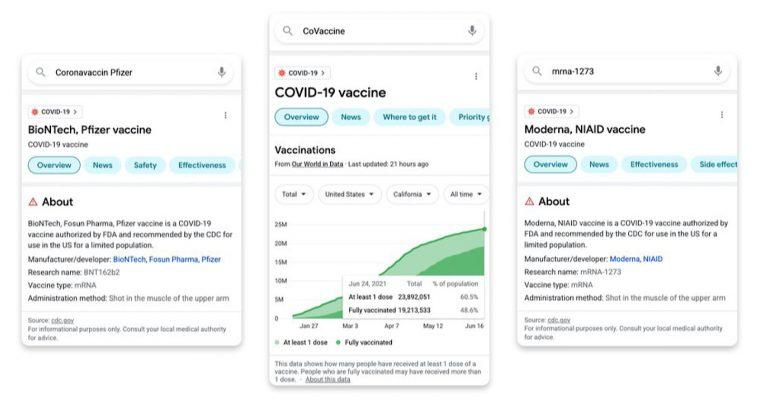 Coronavaccin Pfizer
COVID-19 >
BioNTech, Pfizer vaccine
COVID-19 vaccine
Overview
News
Safety
Effectiveness
About
BioNTech, Fosun Pharma, Pfizer vaccine is a COVID-19
vaccine authorized by FDA and recommended by the CDC for
use in the US for a limited population.
Manufacturer/developer: BioNTech, Fosun Pharma, Pfizer
Research name: BNT162b2
Vaccine type: mRNA
Administration method: Shot in the muscle of the upper arm
Source: cdc.gov
For informational purposes only. Consult your local medical authority
for advice.
CoVaccine
COVID-19 >
COVID-19 vaccine
Overview
News
Where to get it
Priority g
Vaccinations
From Our World in Data · Last updated: 21 hours ago
Total
United States
California
All time
25M
20M
15M
10M
5M
0
Jun 24, 2021 Total % of population
At least 1 dose 23,892,051 60.5%
Fully vaccinated 19,213,533 48.6%
Jan 27
Mar 3
Apr 7
May 12
Jun 16
At least 1 dose
Fully vaccinated
This data shows how many people have received at least 1 dose of a
vaccine. People who are fully vaccinated may have received more than
1 dose. · About this data
mrna-1273
COVID-19 >
Moderna, NIAID vaccine
COVID-19 vaccine
Overview
News
Effectiveness
Side effect
About
Moderna, NIAID vaccine is a COVID-19 vaccine authorized by
FDA and recommended by the CDC for use in the US for a
limited population.
Manufacturer/developer: Moderna, NIAID
Research name: mRNA-1273
Vaccine type: mRNA
Administration method: Shot in the muscle of the upper arm
Source: cdc.gov
For informational purposes only. Consult your local medical authority
for advice.